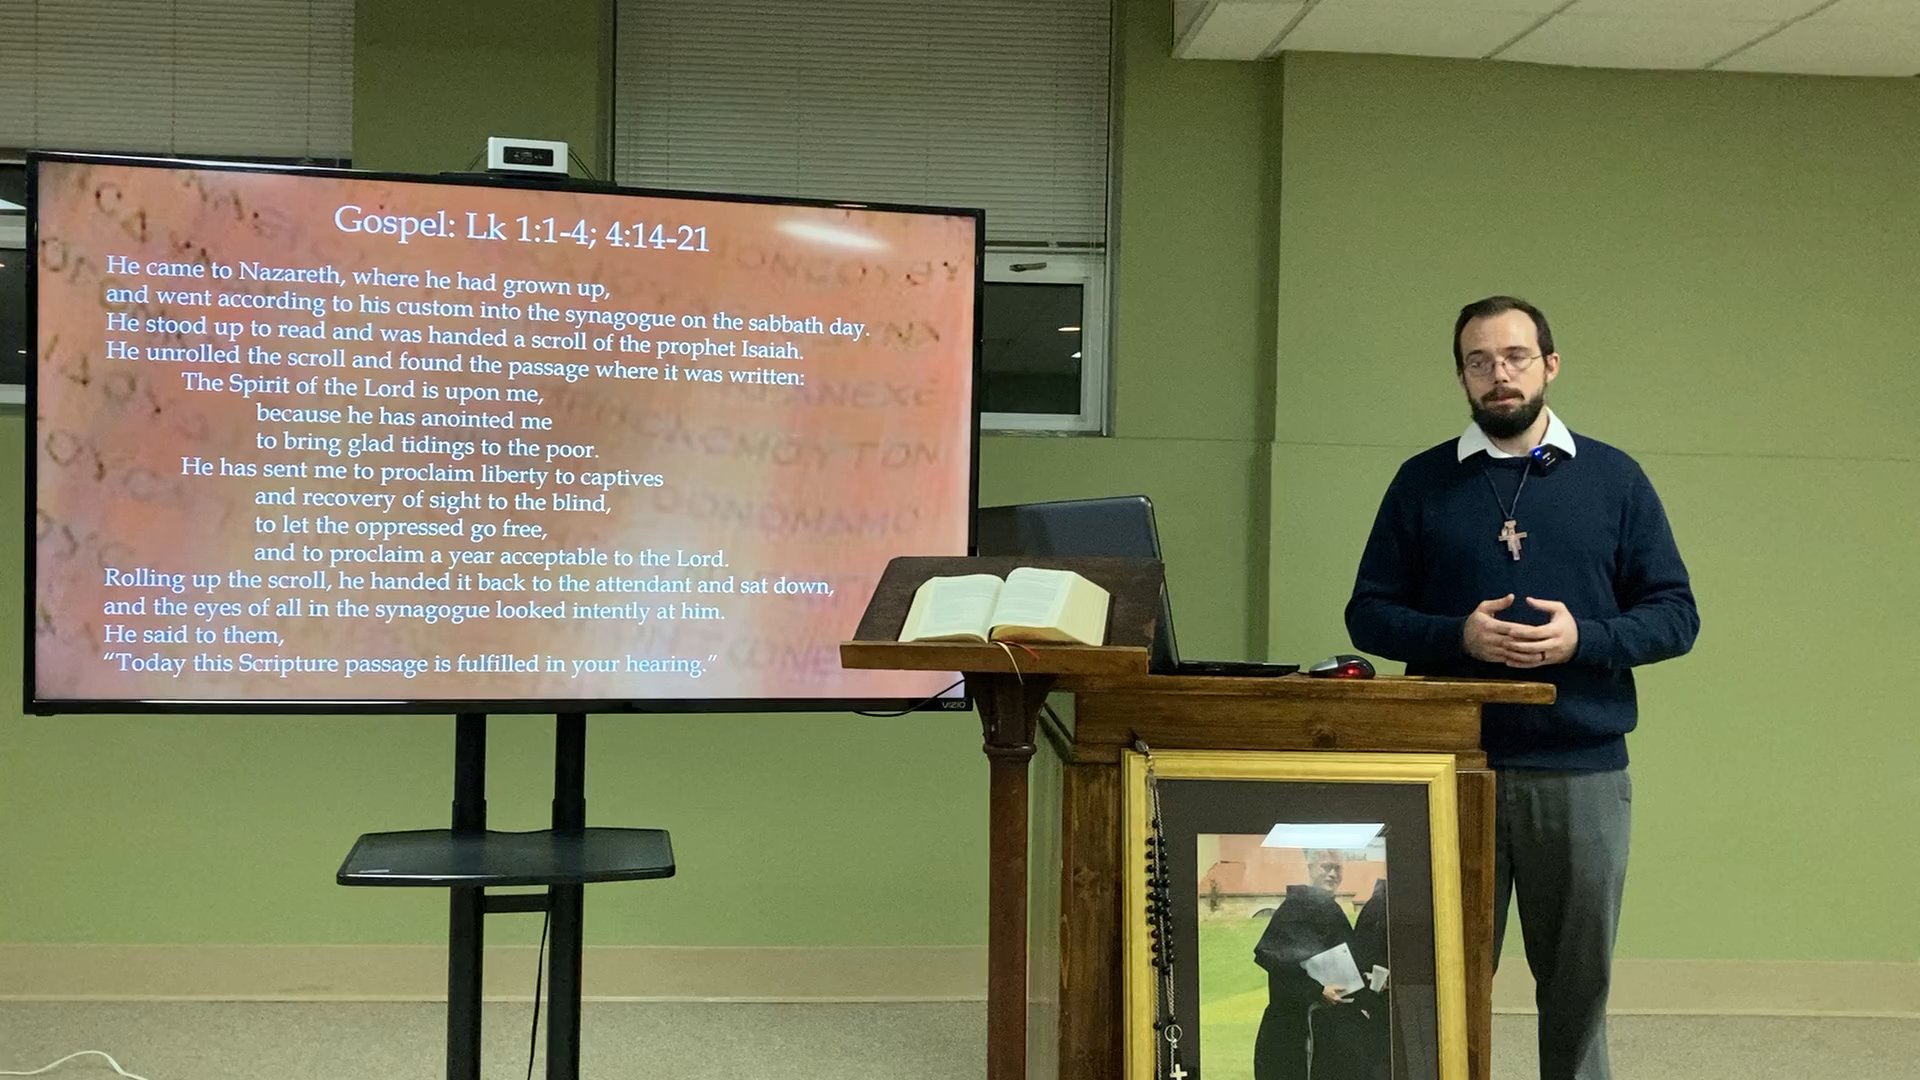 Gospel: Lk 1:1-4; 4:14-21
He came to Nazareth, where he had grown up,
and went according to his custom into the synagogue on the sabbath day.
He stood up to read and was handed a scroll of the prophet Isaiah.
He unrolled the scroll and found the passage where it was written:
The Spirit of the Lord is upon me,
because he has anointed me
to bring glad tidings to the poor.
He has sent me to proclaim liberty to captives
and recovery of sight to the blind,
to let the oppressed go free,
and to proclaim a year acceptable to the Lord.
Rolling up the scroll, he handed it back to the attendant and sat down,
and the eyes of all in the synagogue looked intently at him.
He said to them,
“Today this Scripture passage is fulfilled in your hearing.”
VIZIO